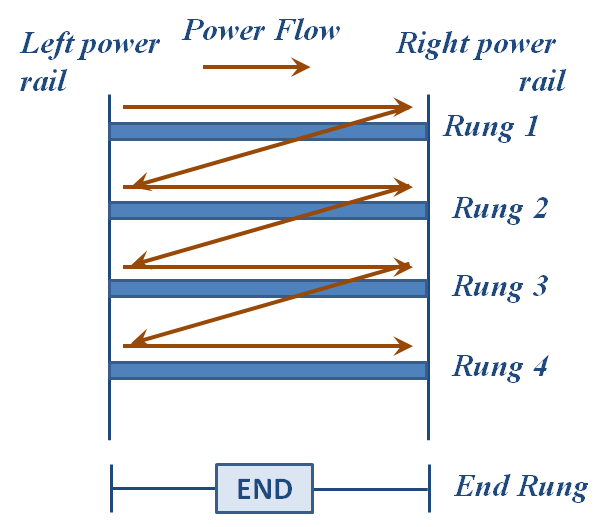 Left power
rail
Power Flow
Right power
rail
Rung 1
Rung 2
Rung 3
Rung 4
END
End Rung